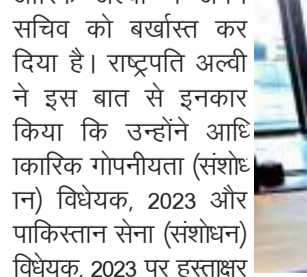 सचिव को बर्खास्त कर
दिया है। राष्ट्रपति अल्वी
ने इस बात से इनकार
किया कि उन्होंने आधि
ाकारिक गोपनीयता (संशोध
ान) विधेयक, 2023 और
पाकिस्तान सेना (संशोधन)
विधेयक, 2023 पर हस्ताक्षर